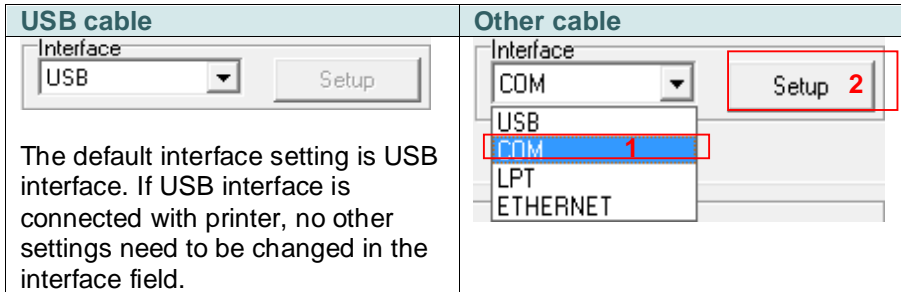 USB cable
Interface
USB
Setup
The default interface setting is USB
interface. If USB interface is
connected with printer, no other
settings need to be changed in the
interface field.
Other cable
Interface
COM
Setup 2
USB
COM 1
LPT
ETHERNET